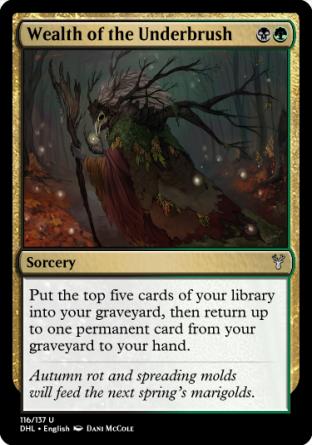 Wealth of the Underbrush
Sorcery
Put the top five cards of your library
into your graveyard, then return up
to one permanent card from your
graveyard to your hand.
Autumn rot and spreading molds
will feed the next spring's marigolds.
116/137 U
DHL • English Dani McCole